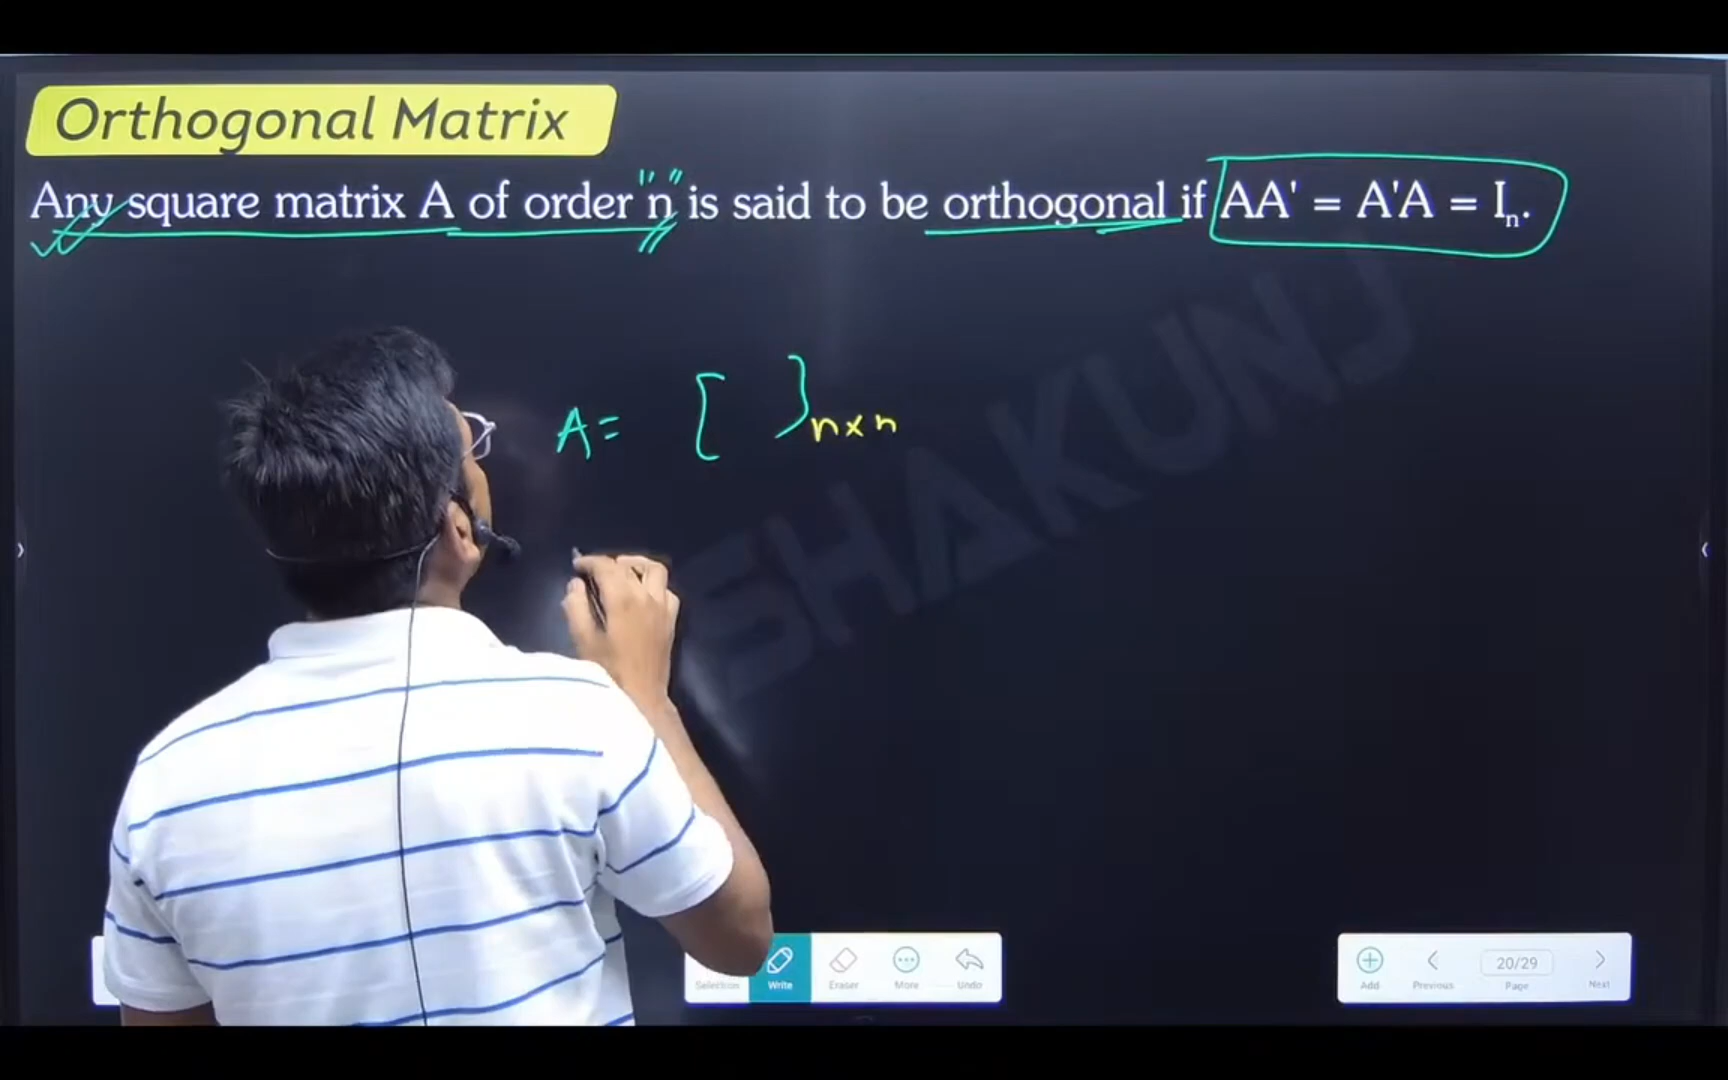 Orthogonal Matrix
Any square matrix A of order "n" is said to be orthogonal if AA' = A'A = Iₙ.
A = [ ]n×n
SHAKUNJ
Selection Write Eraser More Undo
Add Previous 20/29 Page Next